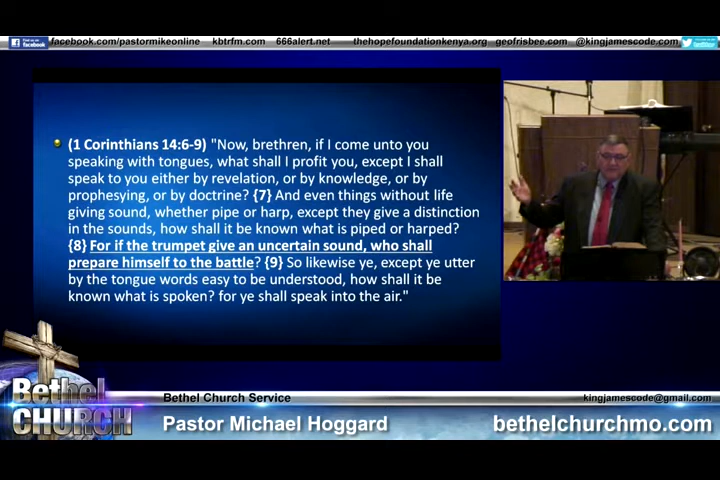 Find us on facebook
facebook.com/pastormikeonline kbtrfm.com 666alert.net thehopefoundationkenya.org geofrisbee.com @kingjamescode.com
(1 Corinthians 14:6-9) "Now, brethren, if I come unto you
speaking with tongues, what shall I profit you, except I shall
speak to you either by revelation, or by knowledge, or by
prophesying, or by doctrine? {7} And even things without life
giving sound, whether pipe or harp, except they give a distinction
in the sounds, how shall it be known what is piped or harped?
{8} For if the trumpet give an uncertain sound, who shall
prepare himself to the battle? {9} So likewise ye, except ye utter
by the tongue words easy to be understood, how shall it be
known what is spoken? for ye shall speak into the air."
Bethel
CHURCH
Bethel Church Service
kingjamescode@gmail.com
Pastor Michael Hoggard
bethelchurchmo.com